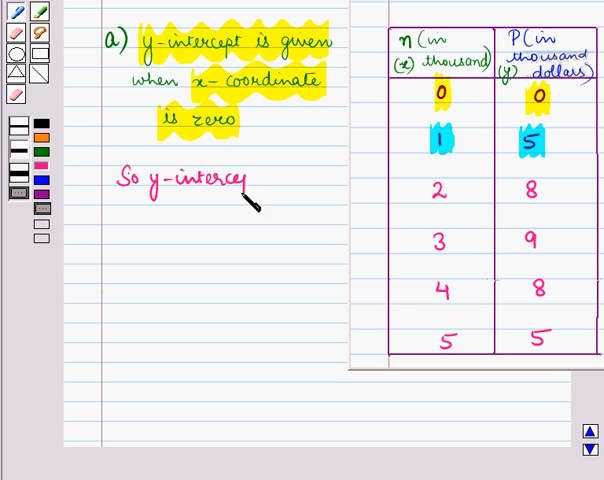 a) y-intercept is given
when x-coordinate
is zero
So y-interce
n (in P (in
(x) thousand) thousand
(y) dollars)
0 0
1 5
2 8
3 9
4 8
5 5